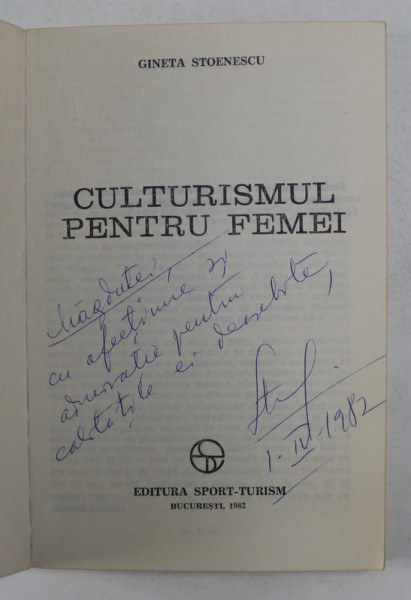 GINETA STOENESCU
CULTURISMUL
PENTRU FEMEI
Măgduței,
cu afecțiune și
admirație pentru
calitățile ei deosebite,
1. IV. 1982
EDITURA SPORT-TURISM
BUCUREȘTI, 1982